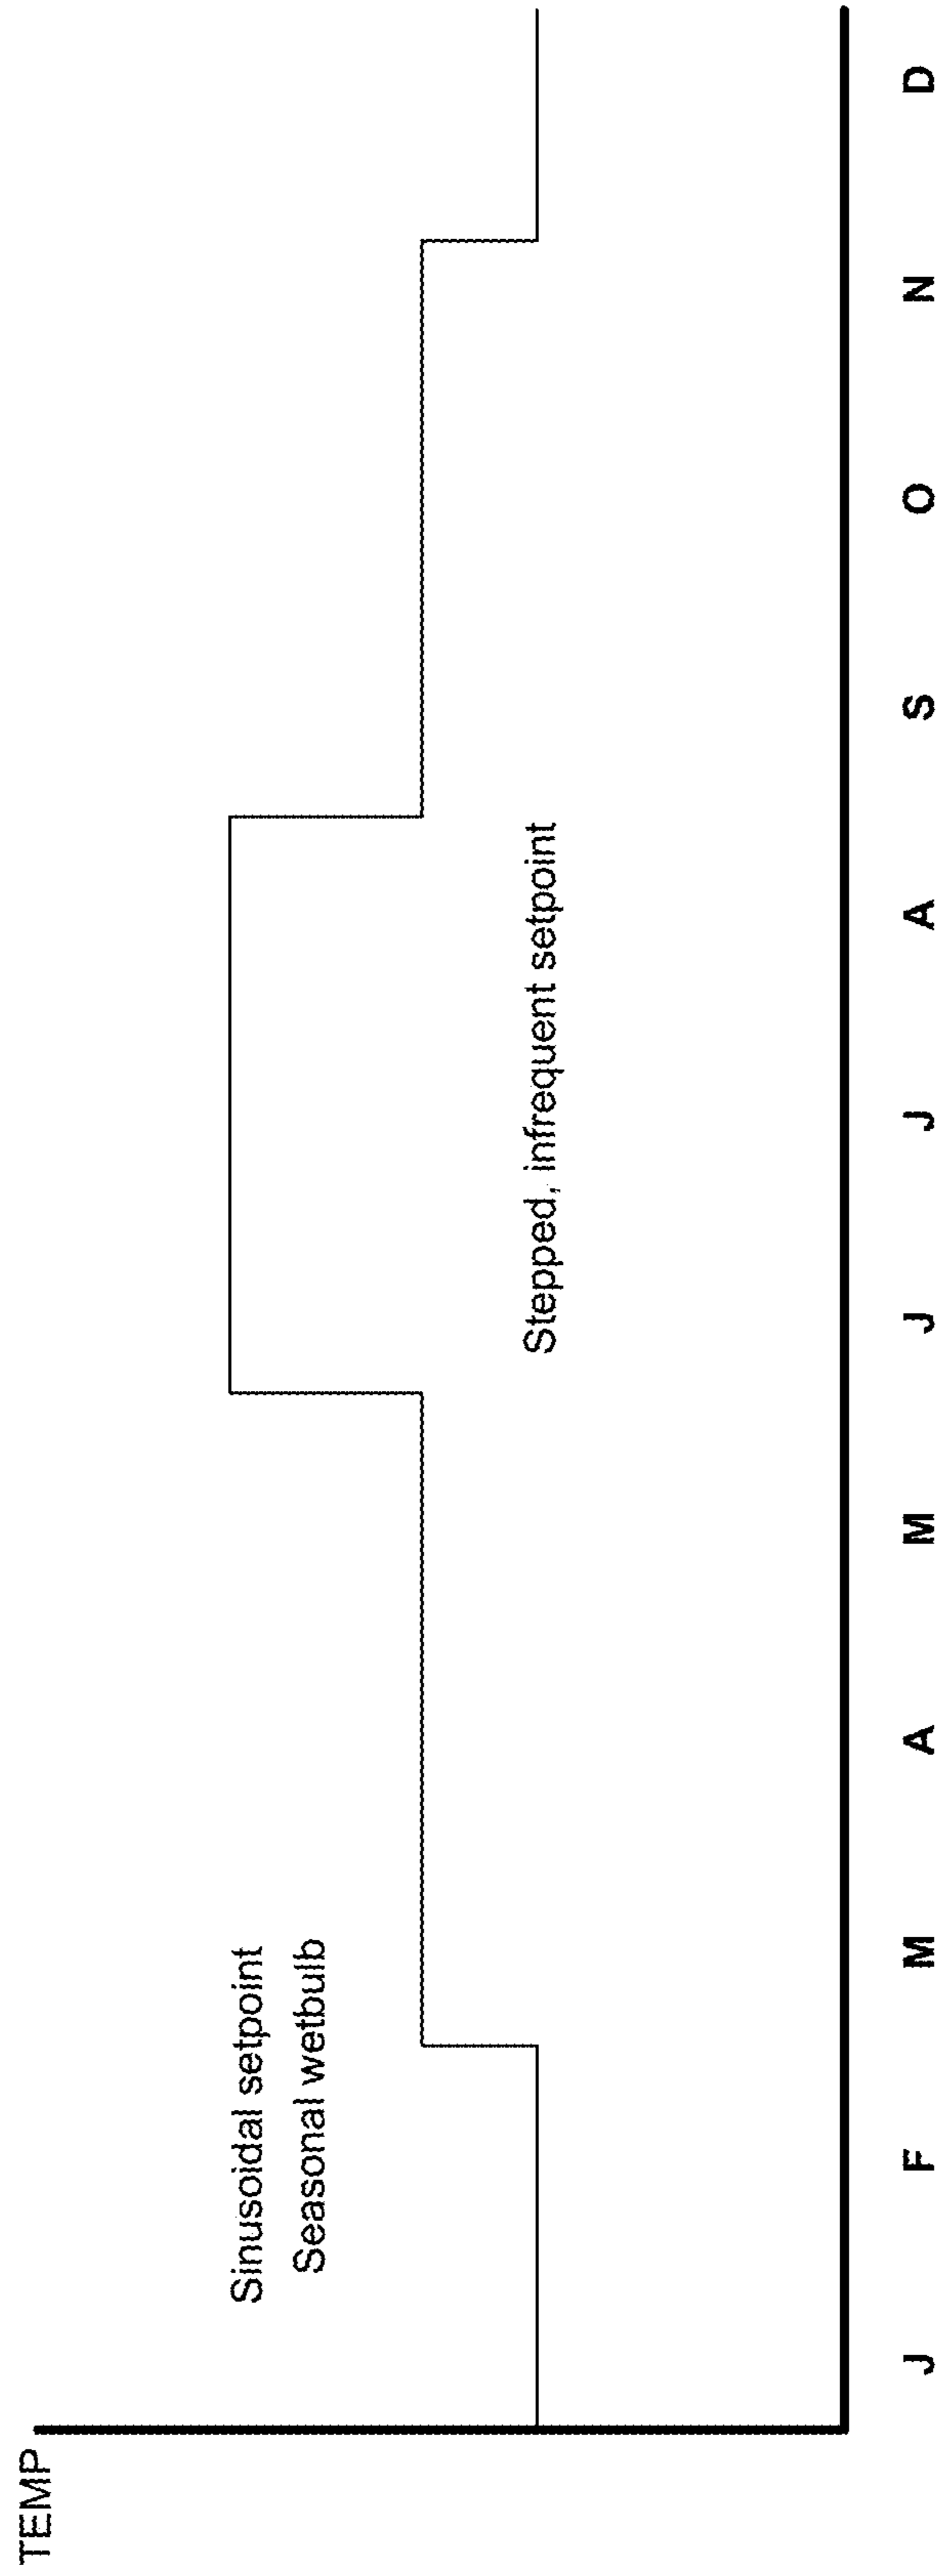 TEMP
Sinusoidal setpoint
Seasonal wetbulb
Stepped, infrequent setpoint
J F M A M J J A S O N D